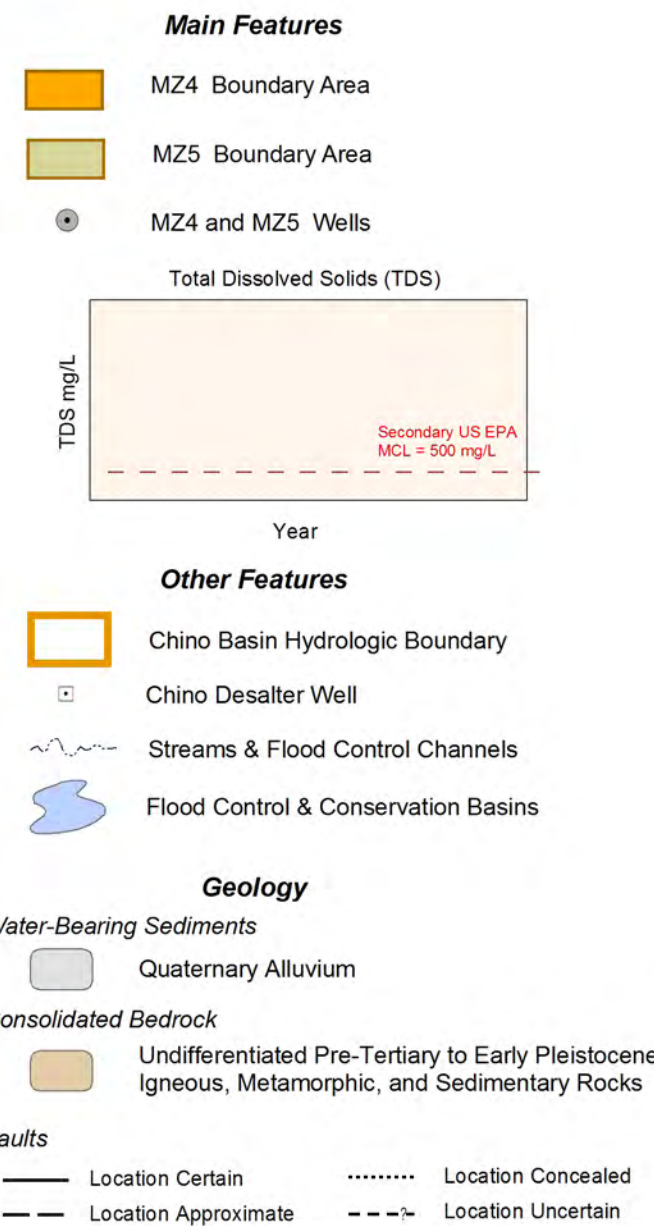 Main Features
MZ4 Boundary Area
MZ5 Boundary Area
MZ4 and MZ5 Wells
Total Dissolved Solids (TDS)
TDS mg/L
Secondary US EPA
MCL = 500 mg/L
Year
Other Features
Chino Basin Hydrologic Boundary
Chino Desalter Well
Streams & Flood Control Channels
Flood Control & Conservation Basins
Geology
Water-Bearing Sediments
Quaternary Alluvium
onsolidated Bedrock
Undifferentiated Pre-Tertiary to Early Pleistocene
Igneous, Metamorphic, and Sedimentary Rocks
aults
Location Certain
Location Concealed
Location Approximate
?
Location Uncertain